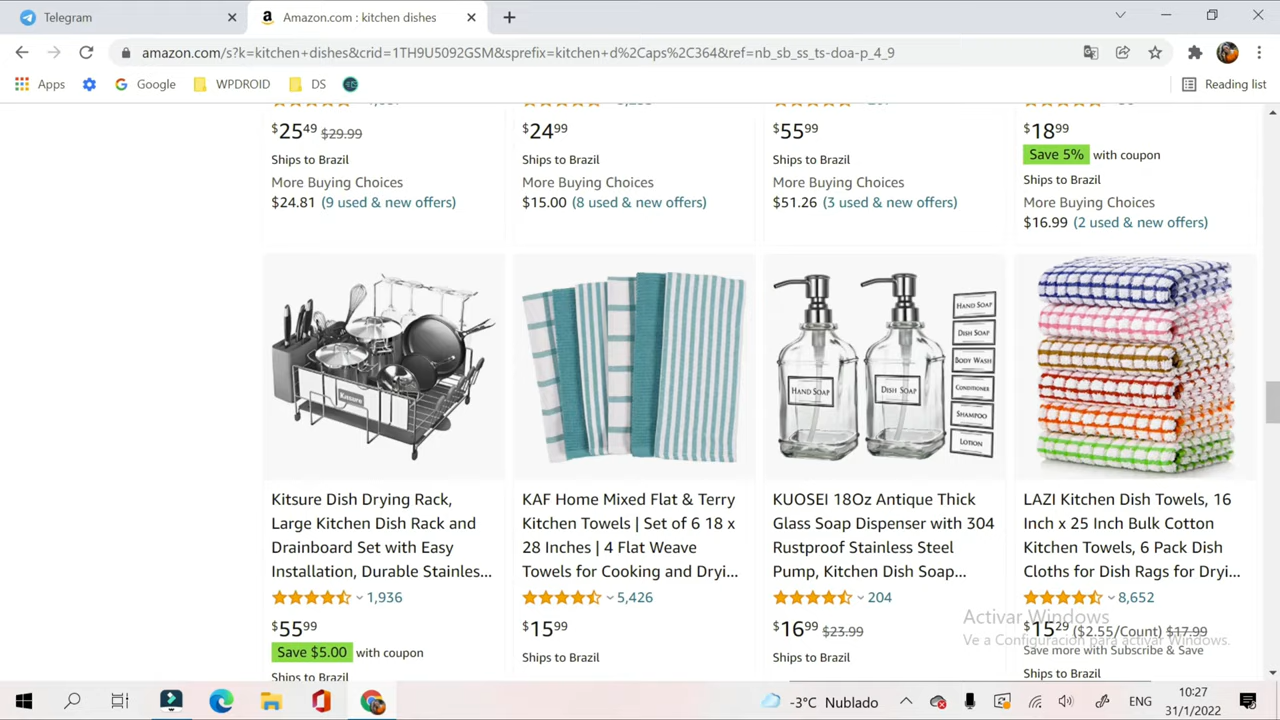 Telegram
Amazon.com : kitchen dishes
amazon.com/s?k=kitchen+dishes&crid=1TH9U5092GSM&sprefix=kitchen+d%2Caps%2C364&ref=nb_sb_ss_ts-doa-p_4_9
Apps Google WPDROID DS Reading list
$25 49 $29.99
Ships to Brazil
More Buying Choices
$24.81 (9 used & new offers)
$24 99
Ships to Brazil
More Buying Choices
$15.00 (8 used & new offers)
$55 99
Ships to Brazil
More Buying Choices
$51.26 (3 used & new offers)
$18 99
Save 5% with coupon
Ships to Brazil
More Buying Choices
$16.99 (2 used & new offers)
Kitsure
Kitsure Dish Drying Rack,
Large Kitchen Dish Rack and
Drainboard Set with Easy
Installation, Durable Stainles...
1,936
$55 99
Save $5.00 with coupon
Ships to Brazil
KAF Home Mixed Flat & Terry
Kitchen Towels | Set of 6 18 x
28 Inches | 4 Flat Weave
Towels for Cooking and Dryi...
5,426
$15 99
Ships to Brazil
HAND SOAP
DISH SOAP
HAND SOAP
DISH SOAP
BODY WASH
CONDITIONER
SHAMPOO
LOTION
KUOSEI 18Oz Antique Thick
Glass Soap Dispenser with 304
Rustproof Stainless Steel
Pump, Kitchen Dish Soap...
204
$16 99 $23.99
Ships to Brazil
LAZI Kitchen Dish Towels, 16
Inch x 25 Inch Bulk Cotton
Kitchen Towels, 6 Pack Dish
Cloths for Dish Rags for Dryi...
8,652
$15 29 ($2.55/Count) $17.99
Save more with Subscribe & Save
Ships to Brazil
Activar Windows
Ve a Configuración para activar Windows.
-3°C Nublado
ENG
10:27
31/1/2022